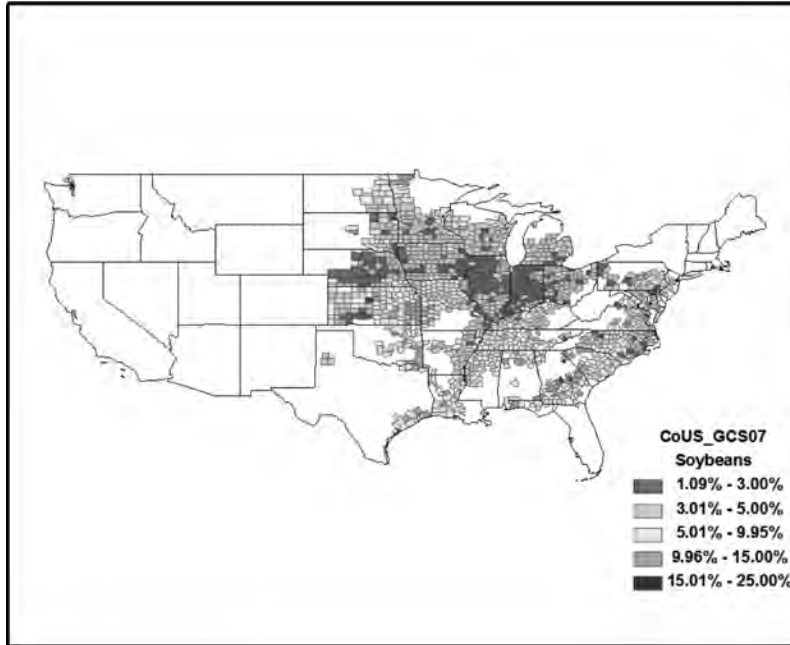 CoUS_GCS07
Soybeans
1.09% - 3.00%
3.01% - 5.00%
5.01% - 9.95%
9.96% - 15.00%
15.01% - 25.00%